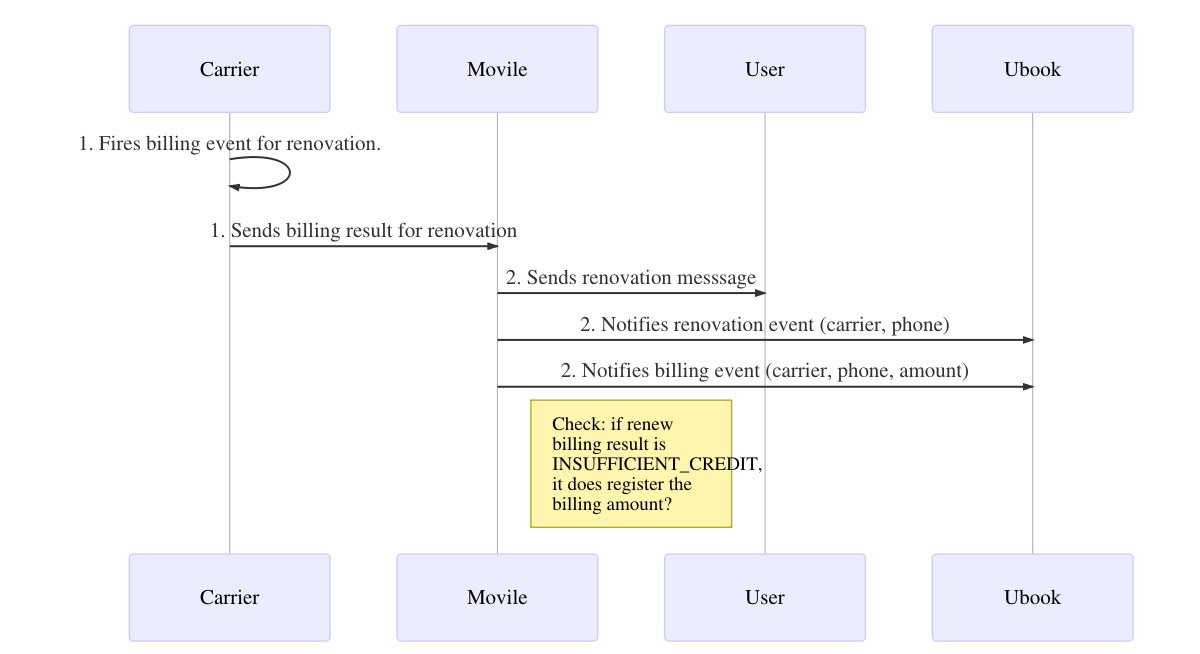 Carrier
Movile
User
Ubook
1. Fires billing event for renovation.
1. Sends billing result for renovation
2. Sends renovation messsage
2. Notifies renovation event (carrier, phone)
2. Notifies billing event (carrier, phone, amount)
Check: if renew
billing result is
INSUFFICIENT_CREDIT,
it does register the
billing amount?
Carrier
Movile
User
Ubook